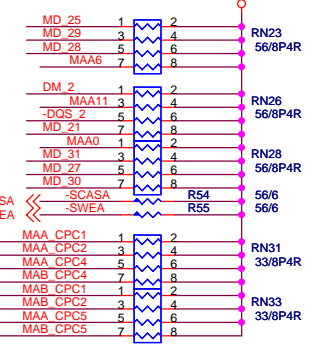 MD_25 1 2
MD_29 3 4 RN23
MD_28 5 6 56/8P4R
MAA6 7 8
DM_2 1 2
MAA11 3 4 RN26
-DQS_2 5 6 56/8P4R
MD_21 7 8
MAA0 1 2
MD_31 3 4 RN28
MD_27 5 6 56/8P4R
MD_30 7 8
SA -SCASA R54 56/6
EA -SWEA R55 56/6
MAA_CPC1 1 2
MAA_CPC2 3 4 RN31
MAA_CPC4 5 6 33/8P4R
MAB_CPC4 7 8
MAB_CPC1 1 2
MAB_CPC2 3 4 RN33
MAA_CPC5 5 6 33/8P4R
MAB_CPC5 7 8